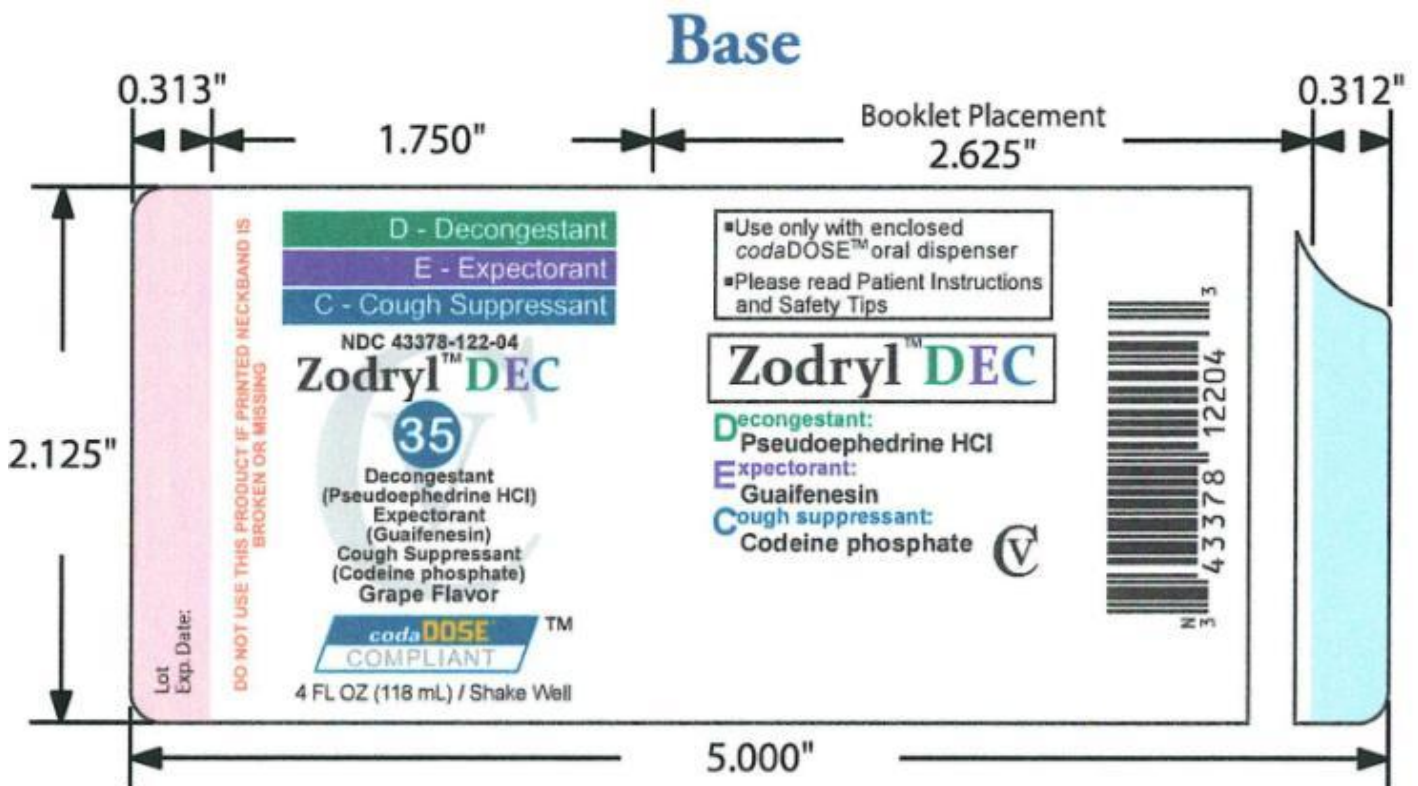 Base
0.313"
1.750"
Booklet Placement
2.625"
0.312"
2.125"
Lot
Exp. Date:
DO NOT USE THIS PRODUCT IF PRINTED NECKBAND IS
BROKEN OR MISSING
D - Decongestant
E - Expectorant
C - Cough Suppressant
NDC 43378-122-04
Zodryl™ DEC
35
Decongestant
(Pseudoephedrine HCl)
Expectorant
(Guaifenesin)
Cough Suppressant
(Codeine phosphate)
Grape Flavor
codaDOSE
COMPLIANT
TM
4 FL OZ (118 mL) / Shake Well
▪Use only with enclosed
codaDOSE™ oral dispenser
▪Please read Patient Instructions
and Safety Tips
Zodryl™ DEC
Decongestant:
Pseudoephedrine HCl
Expectorant:
Guaifenesin
Cough suppressant:
Codeine phosphate
CV
N
3 43378 12204 3
5.000"